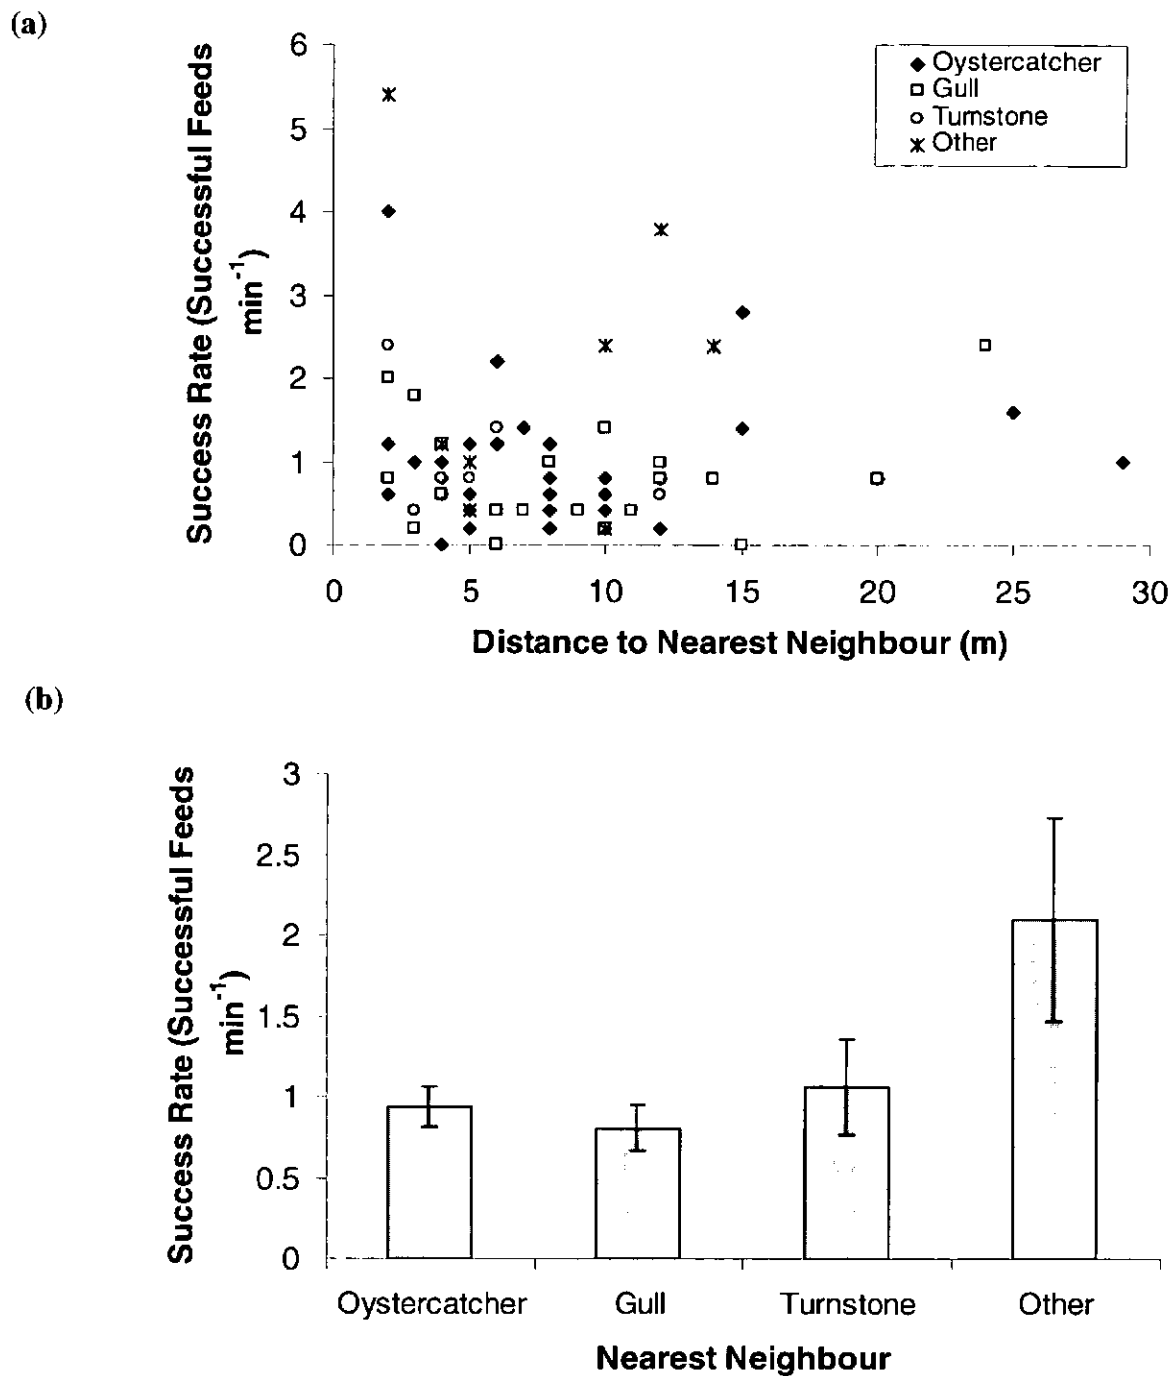 (a)
Success Rate (Successful Feeds
min⁻¹)
6
5
4
3
2
1
0
Oystercatcher
Gull
Turnstone
Other
0 5 10 15 20 25 30
Distance to Nearest Neighbour (m)
(b)
Success Rate (Successful Feeds
min⁻¹)
3
2.5
2
1.5
1
0.5
0
Oystercatcher Gull Turnstone Other
Nearest Neighbour